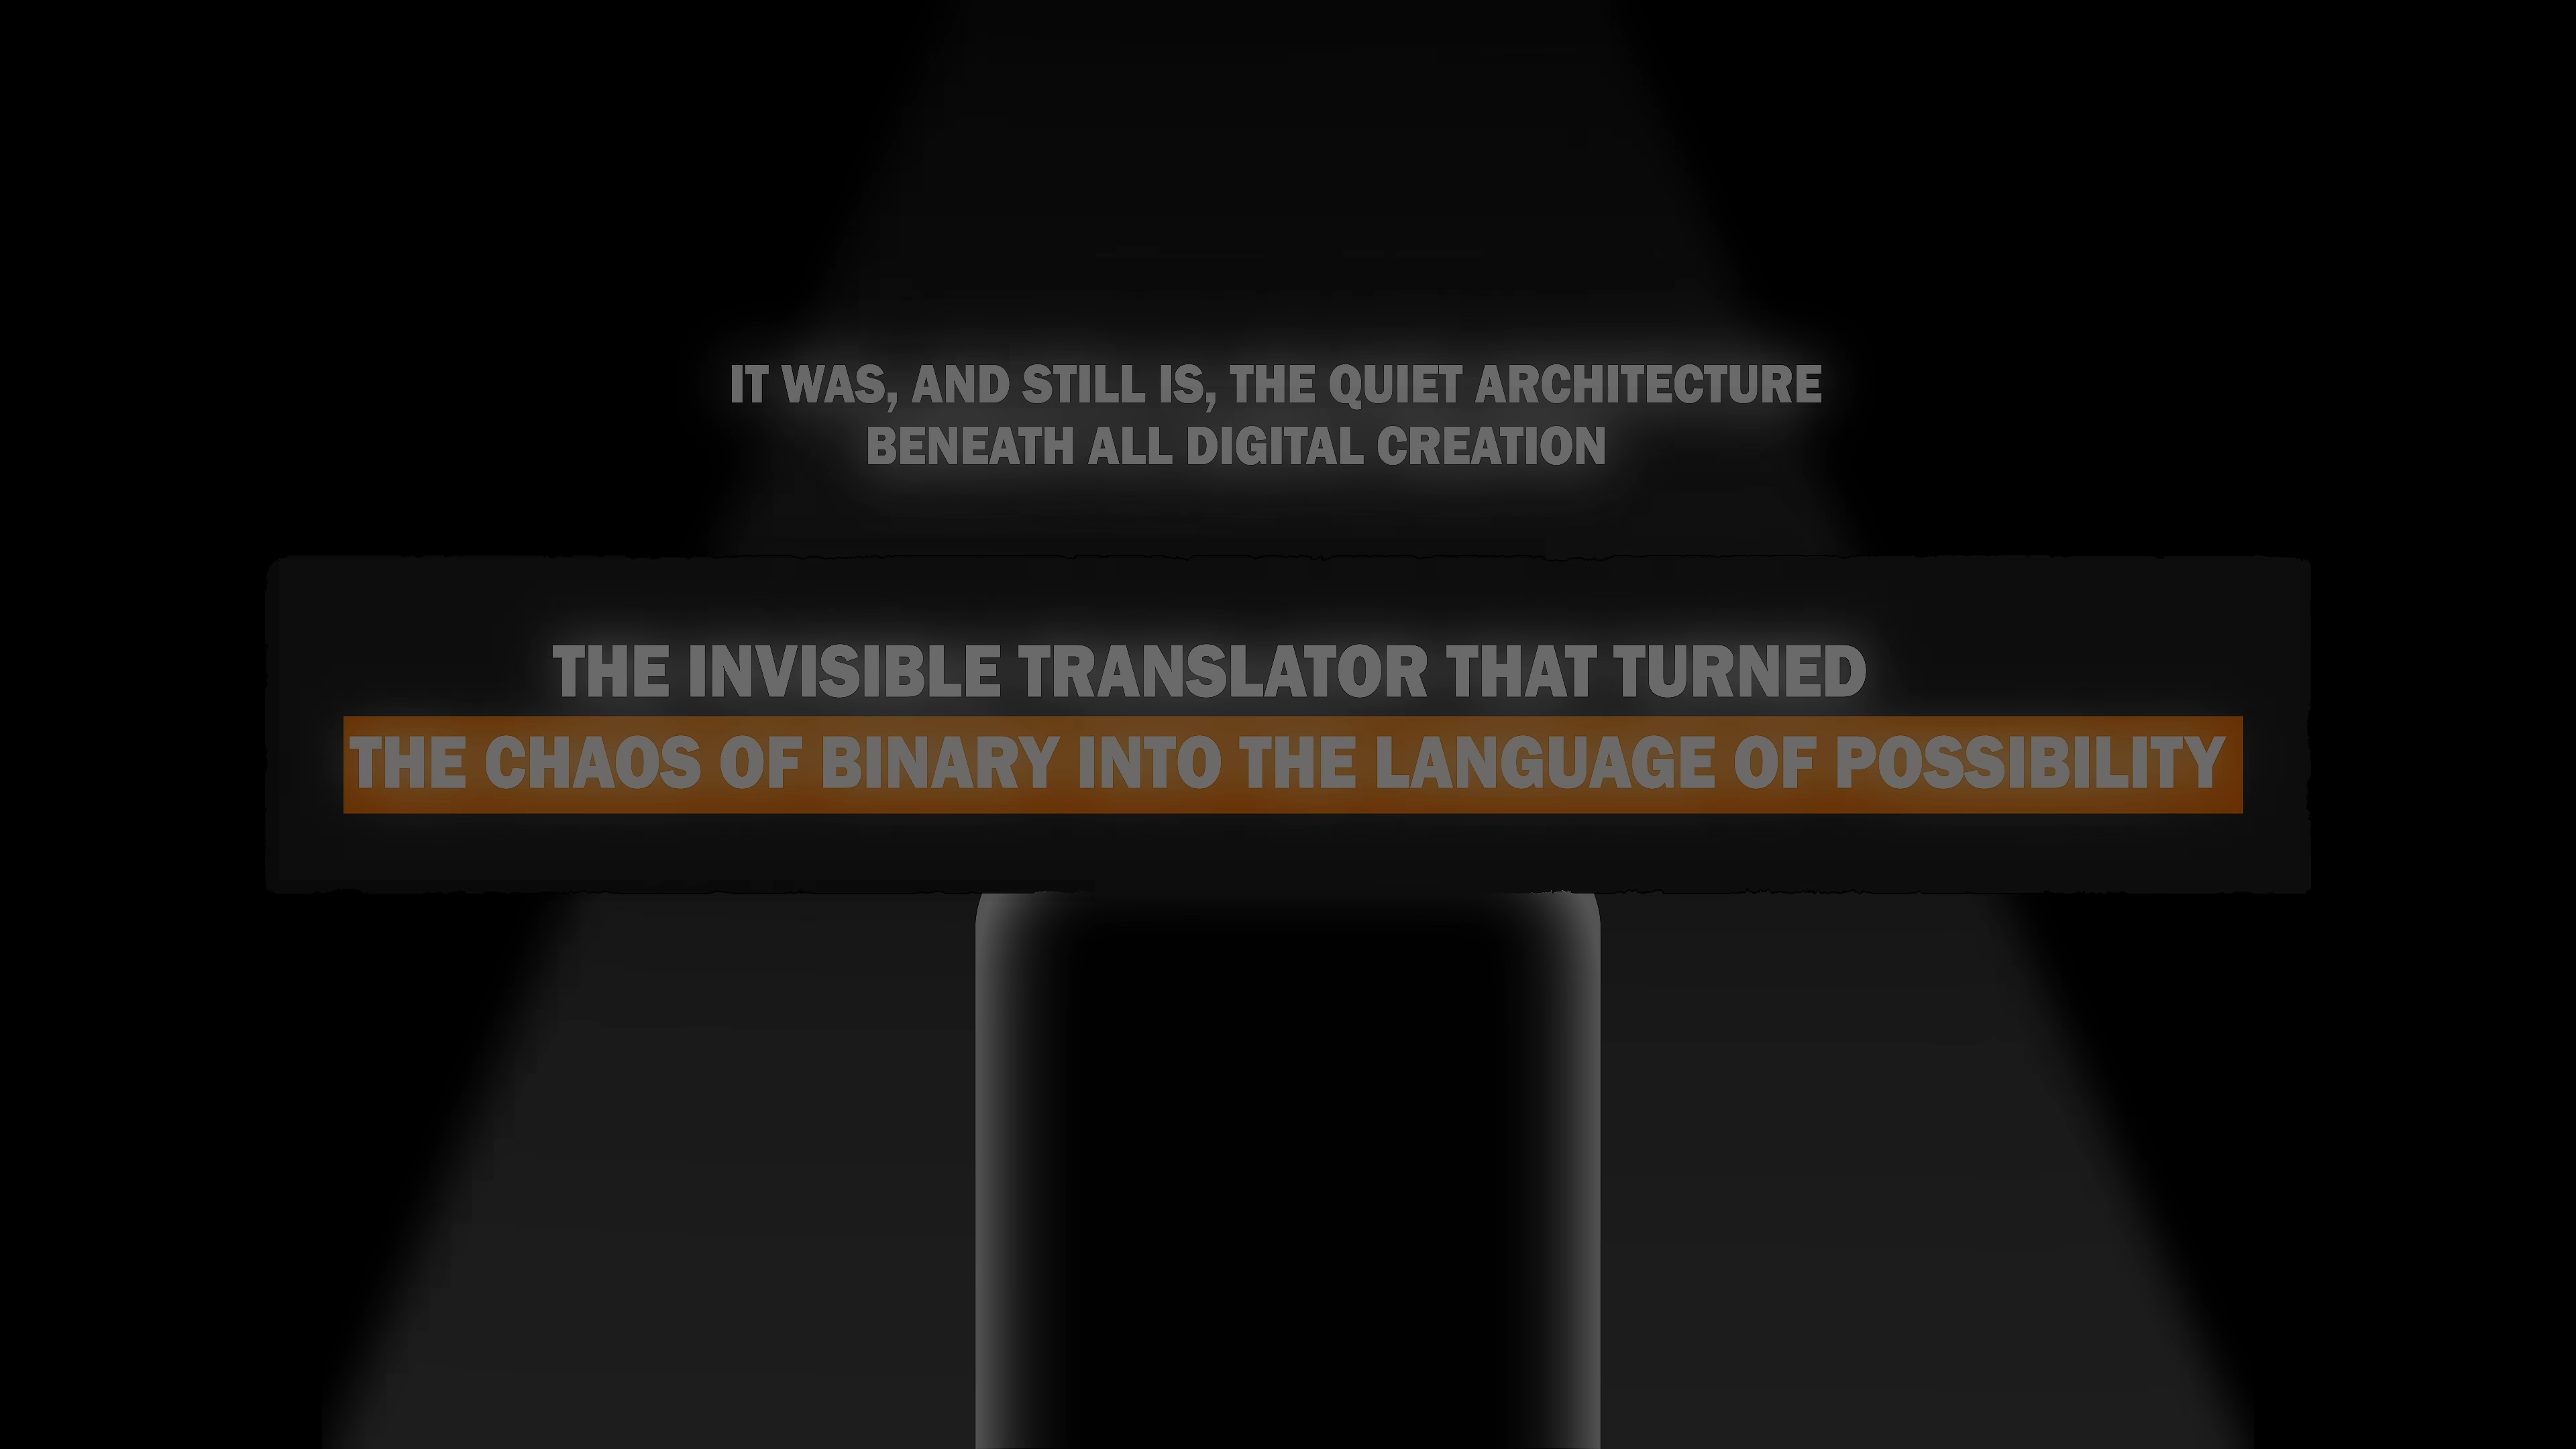 IT WAS, AND STILL IS, THE QUIET ARCHITECTURE
BENEATH ALL DIGITAL CREATION
THE INVISIBLE TRANSLATOR THAT TURNED
THE CHAOS OF BINARY INTO THE LANGUAGE OF POSSIBILITY